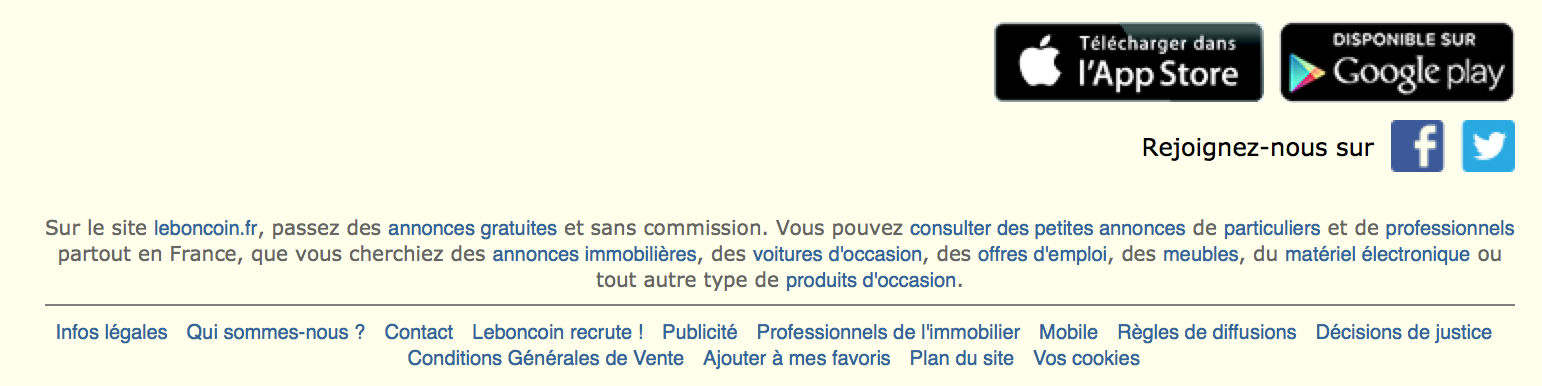 Télécharger dans
l'App Store
DISPONIBLE SUR
Google play
Rejoignez-nous sur
Sur le site leboncoin.fr, passez des annonces gratuites et sans commission. Vous pouvez consulter des petites annonces de particuliers et de professionnels
partout en France, que vous cherchiez des annonces immobilières, des voitures d'occasion, des offres d'emploi, des meubles, du matériel électronique ou
tout autre type de produits d'occasion.
Infos légales Qui sommes-nous ? Contact Leboncoin recrute ! Publicité Professionnels de l'immobilier Mobile Règles de diffusions Décisions de justice
Conditions Générales de Vente Ajouter à mes favoris Plan du site Vos cookies